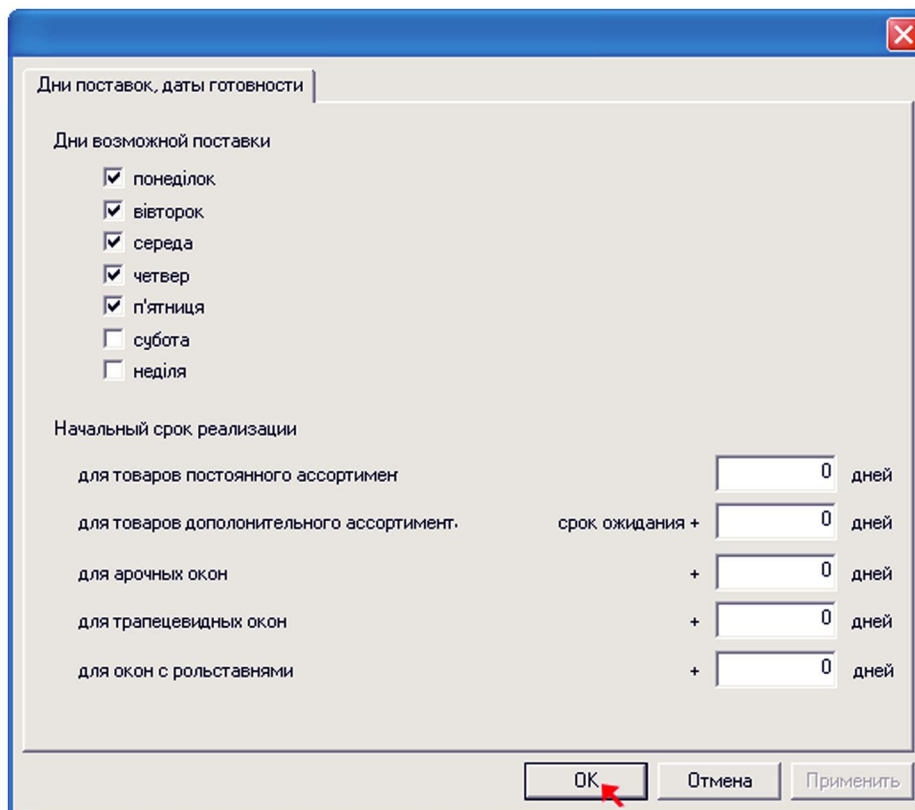 Дни поставок, даты готовности
Дни возможной поставки
понеділок
вівторок
середа
четвер
п'ятниця
субота
неділя
Начальный срок реализации
для товаров постоянного ассортимен 0 дней
для товаров дополонительного ассортимент. срок ожидания + 0 дней
для арочных окон + 0 дней
для трапецевидных окон + 0 дней
для окон с рольставнями + 0 дней
OK Отмена Применить